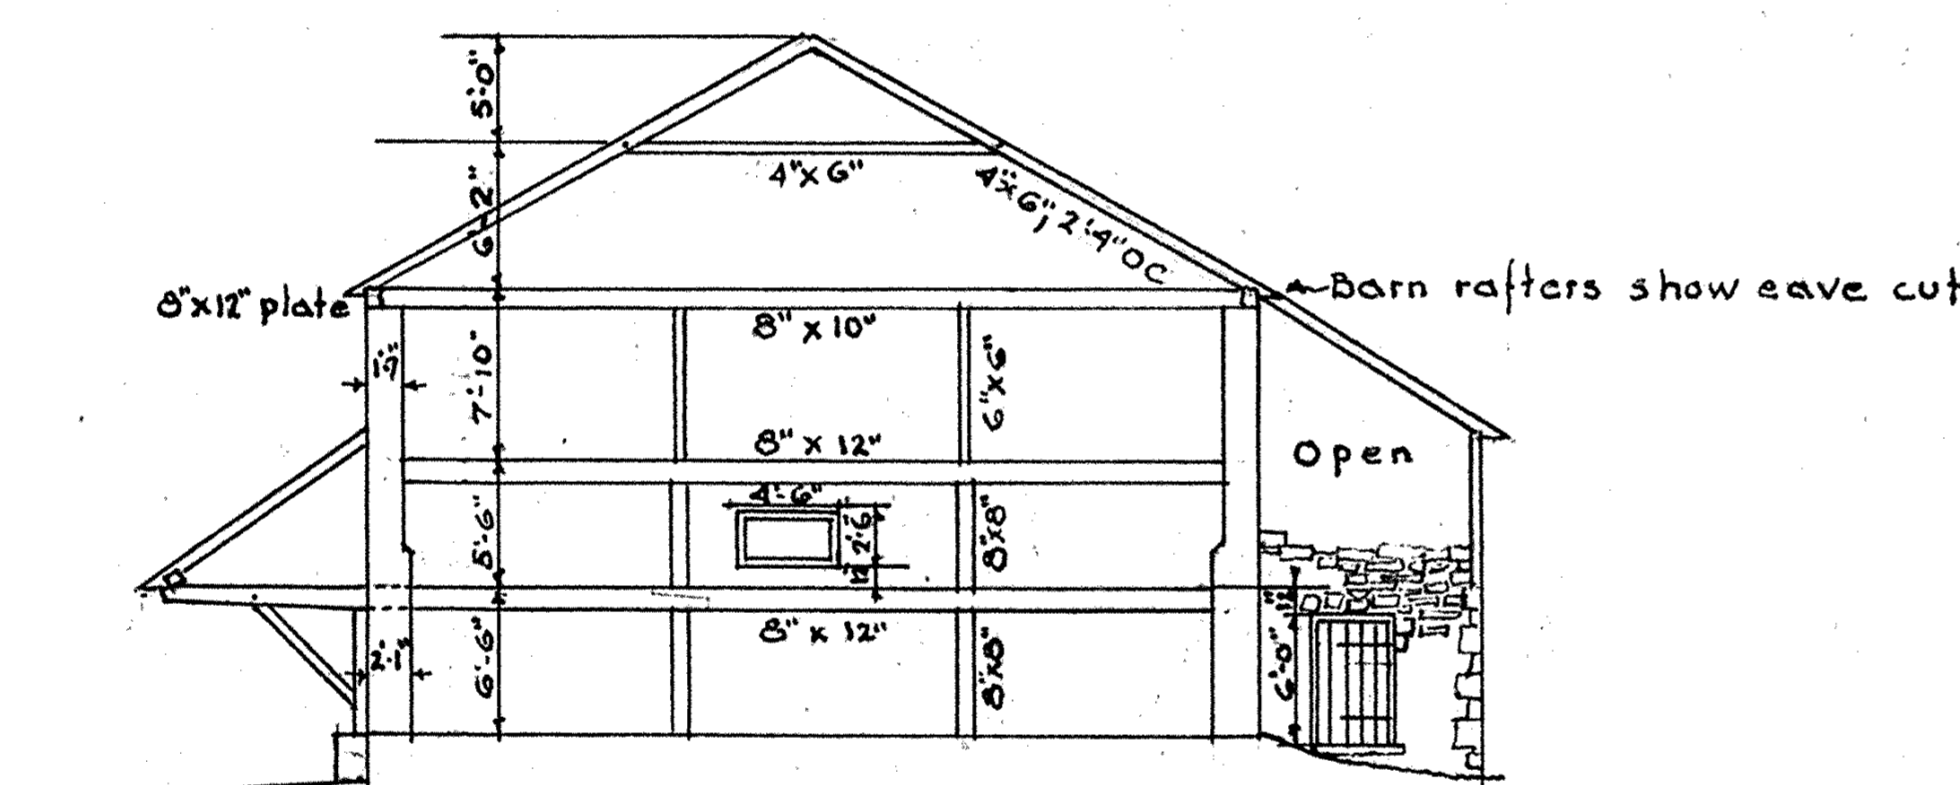 5'-0"
4"x 6"
6'-2"
4"x6", 2'-4" OC
8"x12" plate
Barn rafters show eave cut
8" x 10"
1'-7"
7'-10"
6"x6"
8" x 12"
Open
4'-6"
5'-6"
2'-6"
8"x8"
12"
12"
8" x 12"
6'-6"
2'-1"
8"x8"
6'-0"